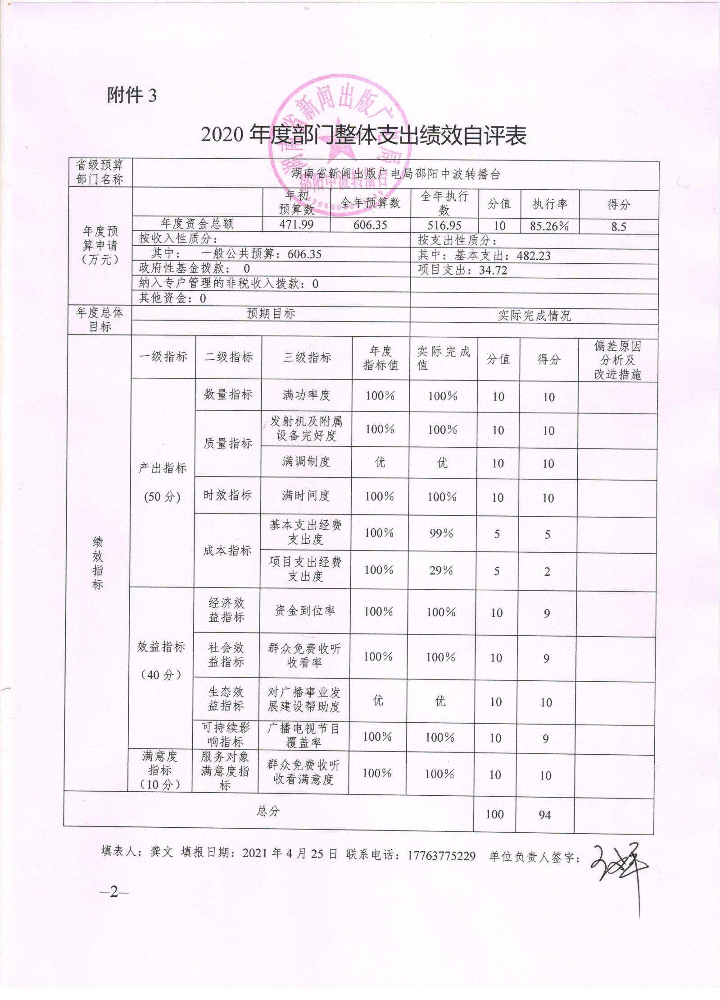 附件 3
湖南省新闻出版广电局
邵阳中波转播台
2020 年度部门整体支出绩效自评表
省级预算
部门名称
湖南省新闻出版广电局邵阳中波转播台
年度预
算申请
（万元）
年初
预算数
全年预算数
全年执行
数
分值
执行率
得分
年度资金总额 471.99 606.35 516.95 10 85.26% 8.5
按收入性质分： 按支出性质分：
其中： 一般公共预算：606.35 其中：基本支出：482.23
政府性基金拨款： 0 项目支出：34.72
纳入专户管理的非税收入拨款：0
其他资金：0
年度总体
目标
预期目标 实际完成情况
绩
效
指
标
一级指标 二级指标 三级指标
年度
指标值
实际完成
值
分值 得分
偏差原因
分析及
改进措施
产出指标
(50 分)
数量指标 满功率度 100% 100% 10 10
质量指标
发射机及附属
设备完好度
100% 100% 10 10
满调制度 优 优 10 10
时效指标 满时间度 100% 100% 10 10
成本指标
基本支出经费
支出度
100% 99% 5 5
项目支出经费
支出度
100% 29% 5 2
效益指标
（40 分）
经济效
益指标
资金到位率 100% 100% 10 9
社会效
益指标
群众免费收听
收看率
100% 100% 10 9
生态效
益指标
对广播事业发
展建设帮助度
优 优 10 10
可持续影
响指标
广播电视节目
覆盖率
100% 100% 10 9
满意度
指标
（10 分）
服务对象
满意度指
标
群众免费收听
收看满意度
100% 100% 10 10
总分 100 94
填表人：龚文 填报日期：2021 年 4 月 25 日 联系电话：17763775229 单位负责人签字：
—2—